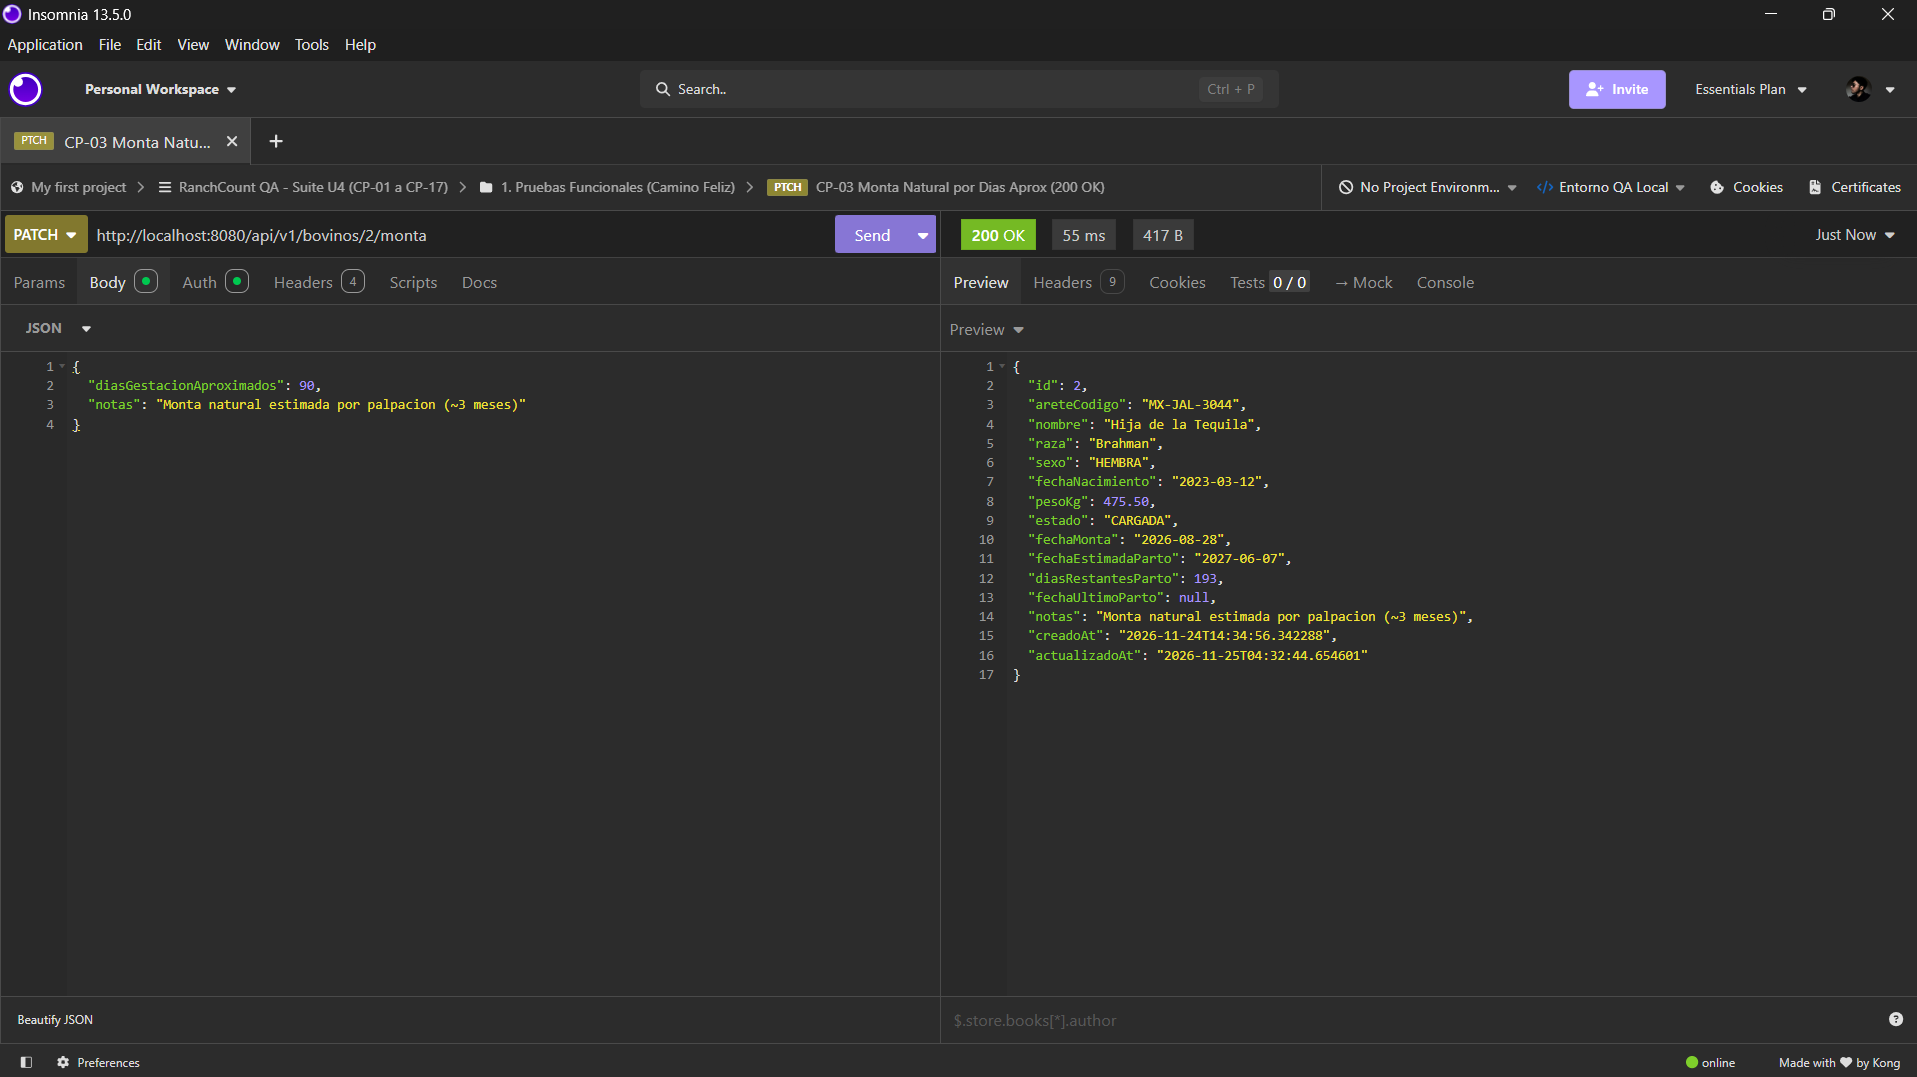 Insomnia 13.5.0
Application File Edit View Window Tools Help
Personal Workspace
Search..
Ctrl + P
Invite
Essentials Plan
PTCH CP-03 Monta Natu...
My first project
RanchCount QA - Suite U4 (CP-01 a CP-17)
1. Pruebas Funcionales (Camino Feliz)
PTCH CP-03 Monta Natural por Dias Aprox (200 OK)
No Project Environm...
Entorno QA Local
Cookies
Certificates
PATCH http://localhost:8080/api/v1/bovinos/2/monta
Send
200 OK
55 ms
417 B
Just Now
Params Body Auth Headers 4 Scripts Docs
Preview Headers 9 Cookies Tests 0 / 0 → Mock Console
JSON
Preview
1 {
2 "diasGestacionAproximados": 90,
3 "notas": "Monta natural estimada por palpacion (~3 meses)"
4 }
1 {
2 "id": 2,
3 "areteCodigo": "MX-JAL-3044",
4 "nombre": "Hija de la Tequila",
5 "raza": "Brahman",
6 "sexo": "HEMBRA",
7 "fechaNacimiento": "2023-03-12",
8 "pesoKg": 475.50,
9 "estado": "CARGADA",
10 "fechaMonta": "2026-08-28",
11 "fechaEstimadaParto": "2027-06-07",
12 "diasRestantesParto": 193,
13 "fechaUltimoParto": null,
14 "notas": "Monta natural estimada por palpacion (~3 meses)",
15 "creadoAt": "2026-11-24T14:34:56.342288",
16 "actualizadoAt": "2026-11-25T04:32:44.654601"
17 }
Beautify JSON
$.store.books[*].author
Preferences
online
Made with ♥ by Kong